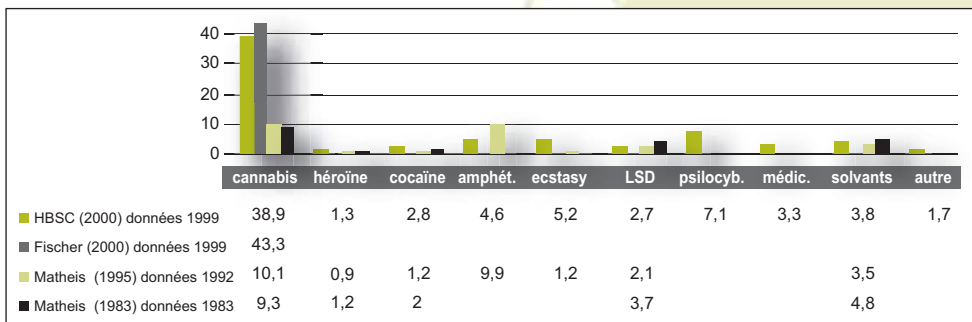 40
30
20
10
0
cannabis héroïne cocaïne amphét. ecstasy LSD psilocyb. médic. solvants autre
HBSC (2000) données 1999 38,9 1,3 2,8 4,6 5,2 2,7 7,1 3,3 3,8 1,7
Fischer (2000) données 1999 43,3
Matheis (1995) données 1992 10,1 0,9 1,2 9,9 1,2 2,1 3,5
Matheis (1983) données 1983 9,3 1,2 2 3,7 4,8